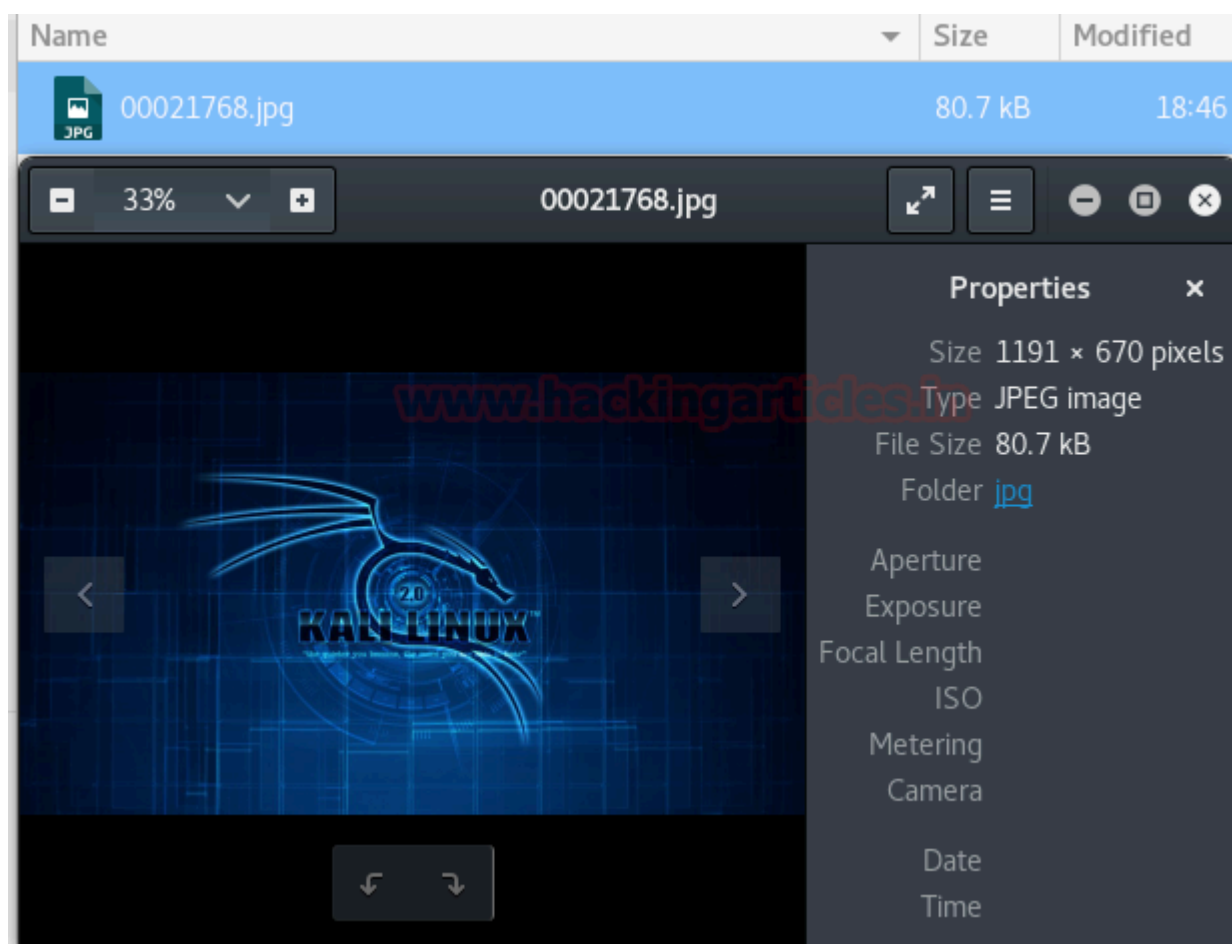 Name Size Modified
JPG 00021768.jpg 80.7 kB 18:46
33% 00021768.jpg
Properties
Size 1191 × 670 pixels
www.hackingarticles.in
Type JPEG image
File Size 80.7 kB
Folder jpg
Aperture
Exposure
2.0
Focal Length
KALI LINUX™
ISO
Metering
Camera
Date
Time